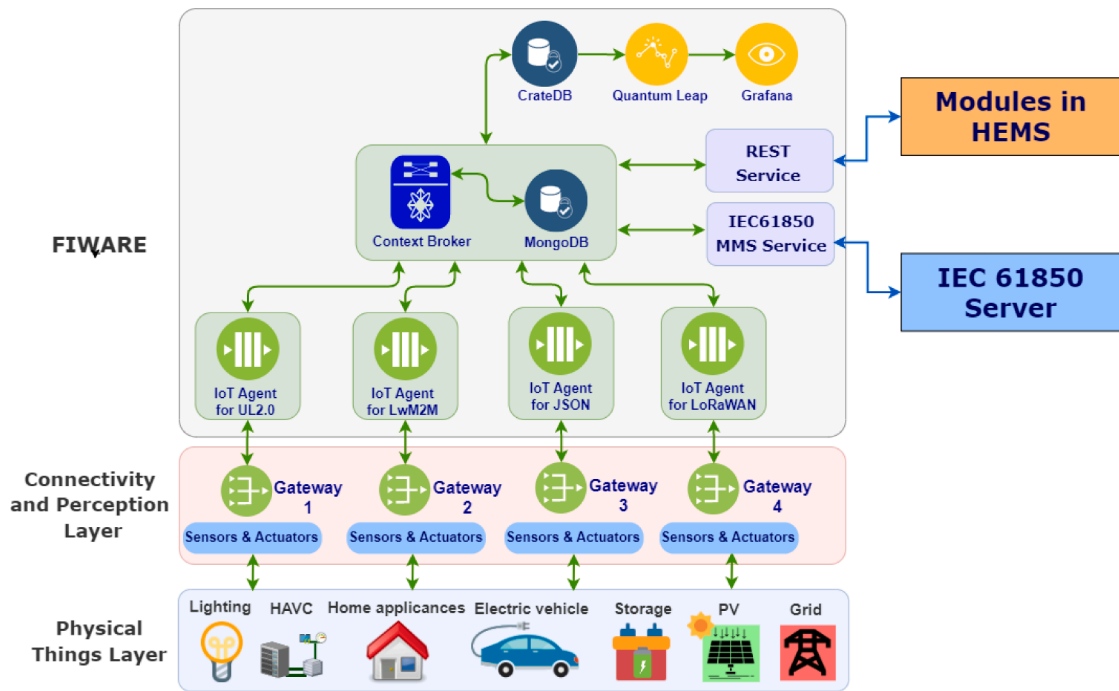 CrateDB
Quantum Leap
Grafana
Modules in
HEMS
REST
Service
IEC61850
MMS Service
Context Broker
MongoDB
FIWARE
IEC 61850
Server
IoT Agent
for UL2.0
IoT Agent
for LwM2M
IoT Agent
for JSON
IoT Agent
for LoRaWAN
Connectivity
and Perception
Layer
Gateway
1
Gateway
2
Gateway
3
Gateway
4
Sensors & Actuators
Sensors & Actuators
Sensors & Actuators
Sensors & Actuators
Physical
Things Layer
Lighting
HAVC
Home applicances
Electric vehicle
Storage
PV
Grid